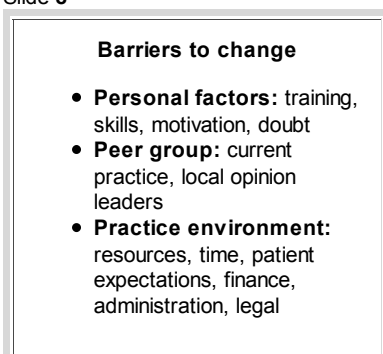 Barriers to change
• Personal factors: training,
skills, motivation, doubt
• Peer group: current
practice, local opinion
leaders
• Practice environment:
resources, time, patient
expectations, finance,
administration, legal